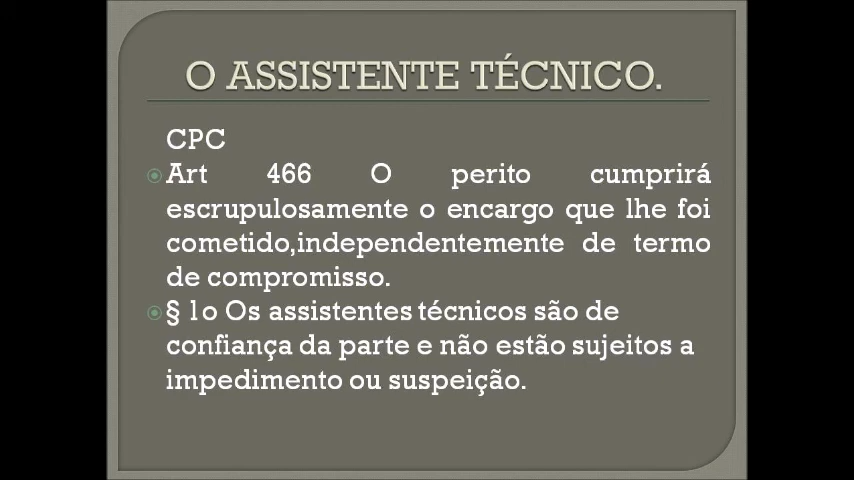 O ASSISTENTE TÉCNICO.
CPC
Art 466 O perito cumprirá
escrupulosamente o encargo que lhe foi
cometido,independentemente de termo
de compromisso.
§ 1o Os assistentes técnicos são de
confiança da parte e não estão sujeitos a
impedimento ou suspeição.